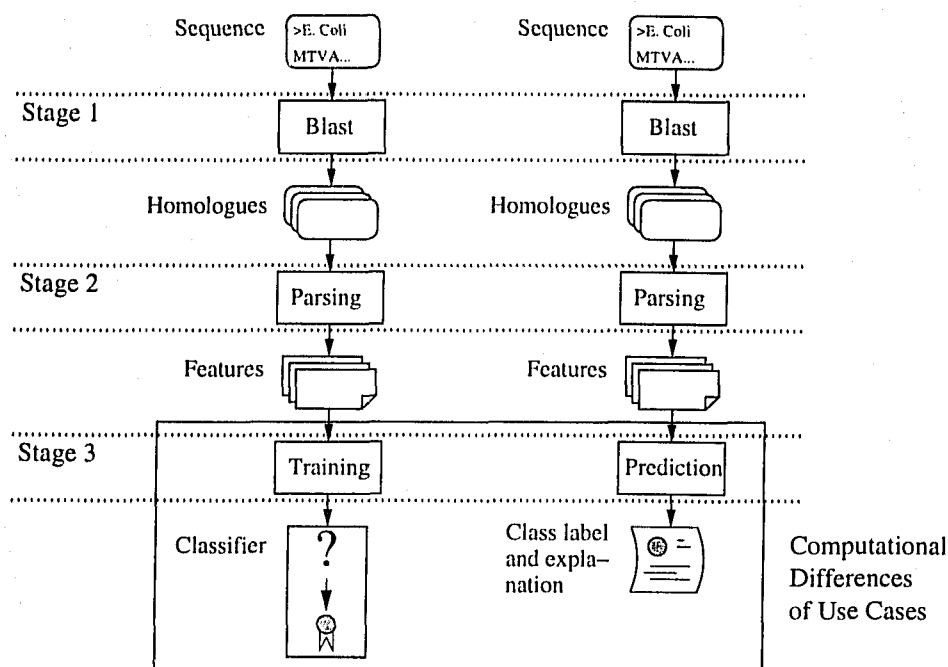 Sequence
>E. Coli
MTVA...
Sequence
>E. Coli
MTVA...
Stage 1
Blast
Blast
Homologues
Homologues
Stage 2
Parsing
Parsing
Features
Features
Stage 3
Training
Prediction
Classifier
?
Class label
and expla–
nation
Computational
Differences
of Use Cases